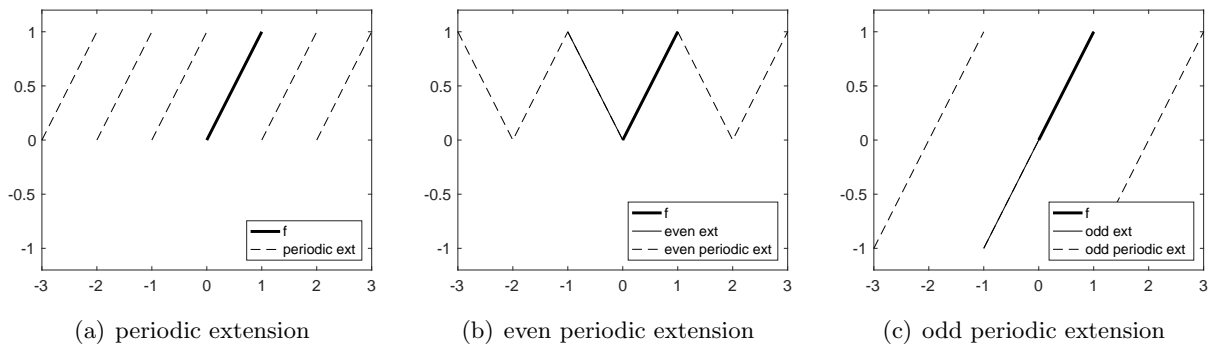 1
0.5
0
-0.5
-1
-3 -2 -1 0 1 2 3
f
periodic ext
(a) periodic extension
1
0.5
0
-0.5
-1
-3 -2 -1 0 1 2 3
f
even ext
even periodic ext
(b) even periodic extension
1
0.5
0
-0.5
-1
-3 -2 -1 0 1 2 3
f
odd ext
odd periodic ext
(c) odd periodic extension